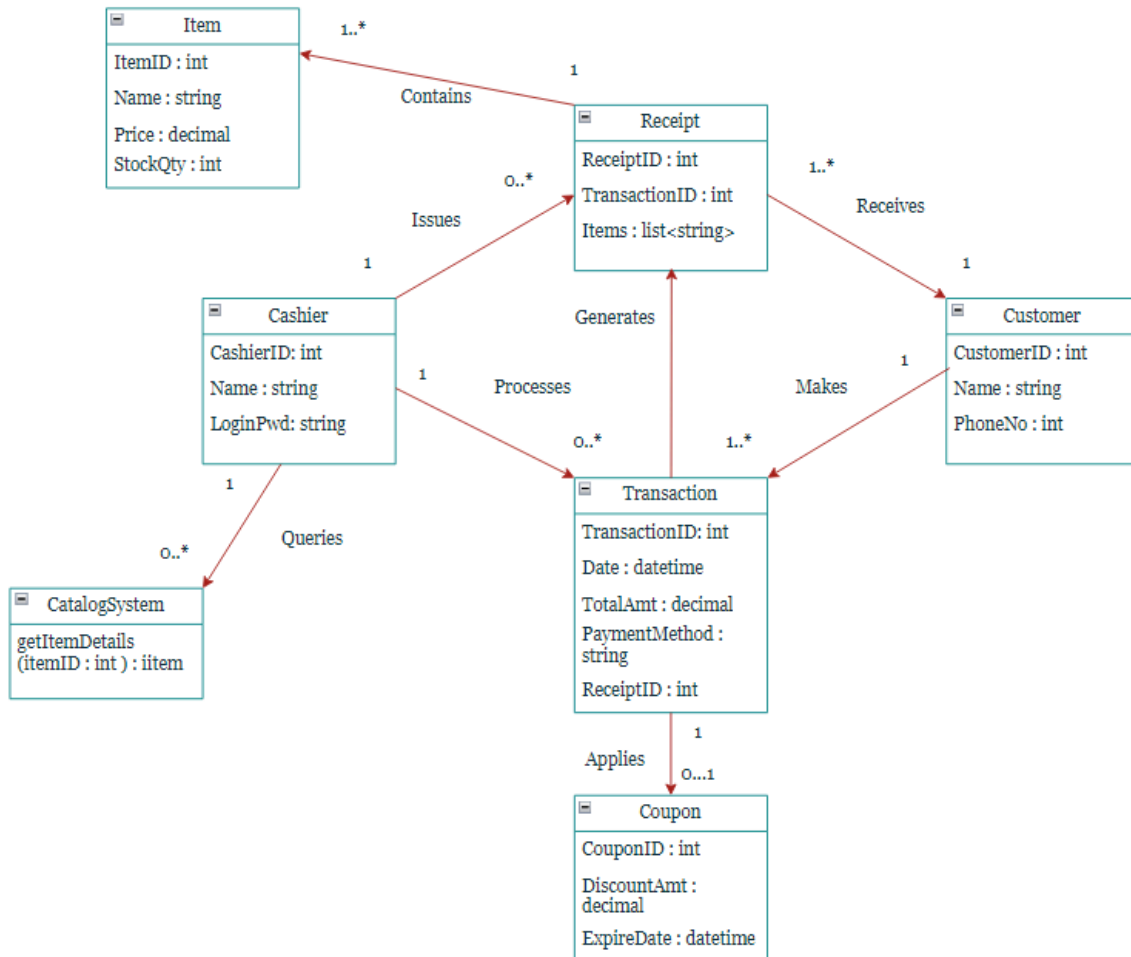 Item
ItemID : int
Name : string
Price : decimal
StockQty : int
1..*
1
Contains
Receipt
ReceiptID : int
TransactionID : int
Items : list<string>
0..*
Issues
1
1..*
Receives
1
Cashier
CashierID: int
Name : string
LoginPwd: string
Generates
Customer
CustomerID : int
Name : string
PhoneNo : int
1
Processes
0..*
1
Makes
1..*
1
Queries
0..*
CatalogSystem
getItemDetails
(itemID : int ) : iitem
Transaction
TransactionID: int
Date : datetime
TotalAmt : decimal
PaymentMethod :
string
ReceiptID : int
1
Applies
0...1
Coupon
CouponID : int
DiscountAmt :
decimal
ExpireDate : datetime